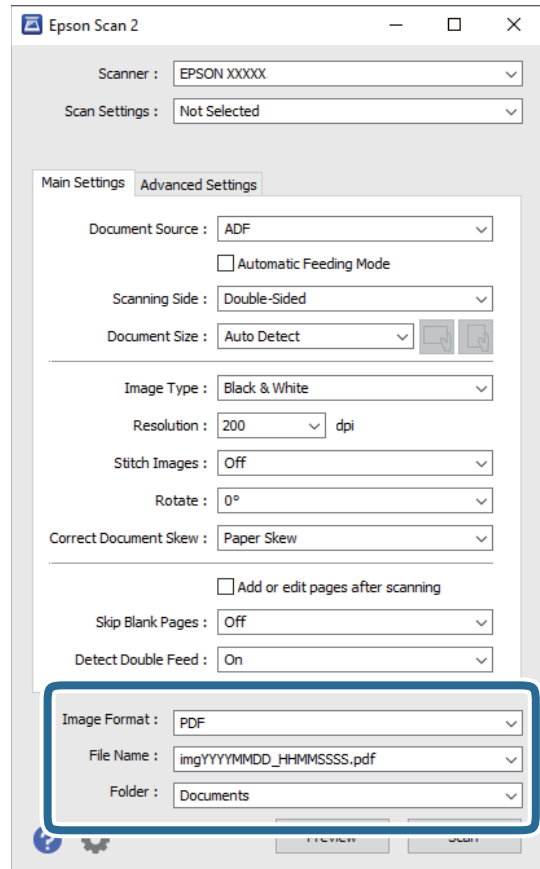 Epson Scan 2
Scanner : EPSON XXXXX
Scan Settings : Not Selected
Main Settings Advanced Settings
Document Source : ADF
Automatic Feeding Mode
Scanning Side : Double-Sided
Document Size : Auto Detect
Image Type : Black & White
Resolution : 200 dpi
Stitch Images : Off
Rotate : 0°
Correct Document Skew : Paper Skew
Add or edit pages after scanning
Skip Blank Pages : Off
Detect Double Feed : On
Image Format : PDF
File Name : imgYYYYMMDD_HHMMSSSS.pdf
Folder : Documents
? Preview Scan